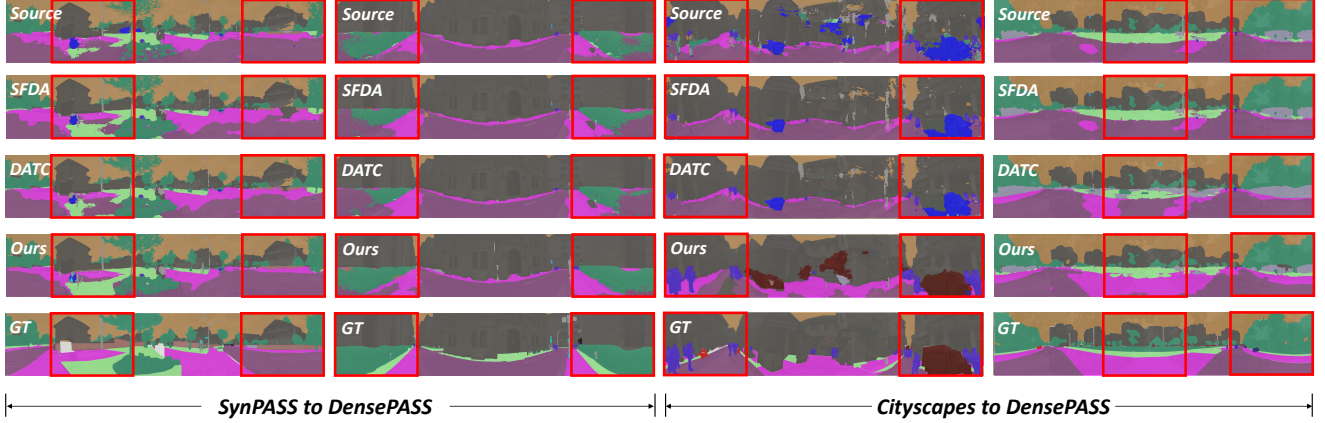 Source Source Source Source
SFDA SFDA SFDA SFDA
DATC DATC DATC DATC
Ours Ours Ours Ours
GT GT GT GT
SynPASS to DensePASS Cityscapes to DensePASS